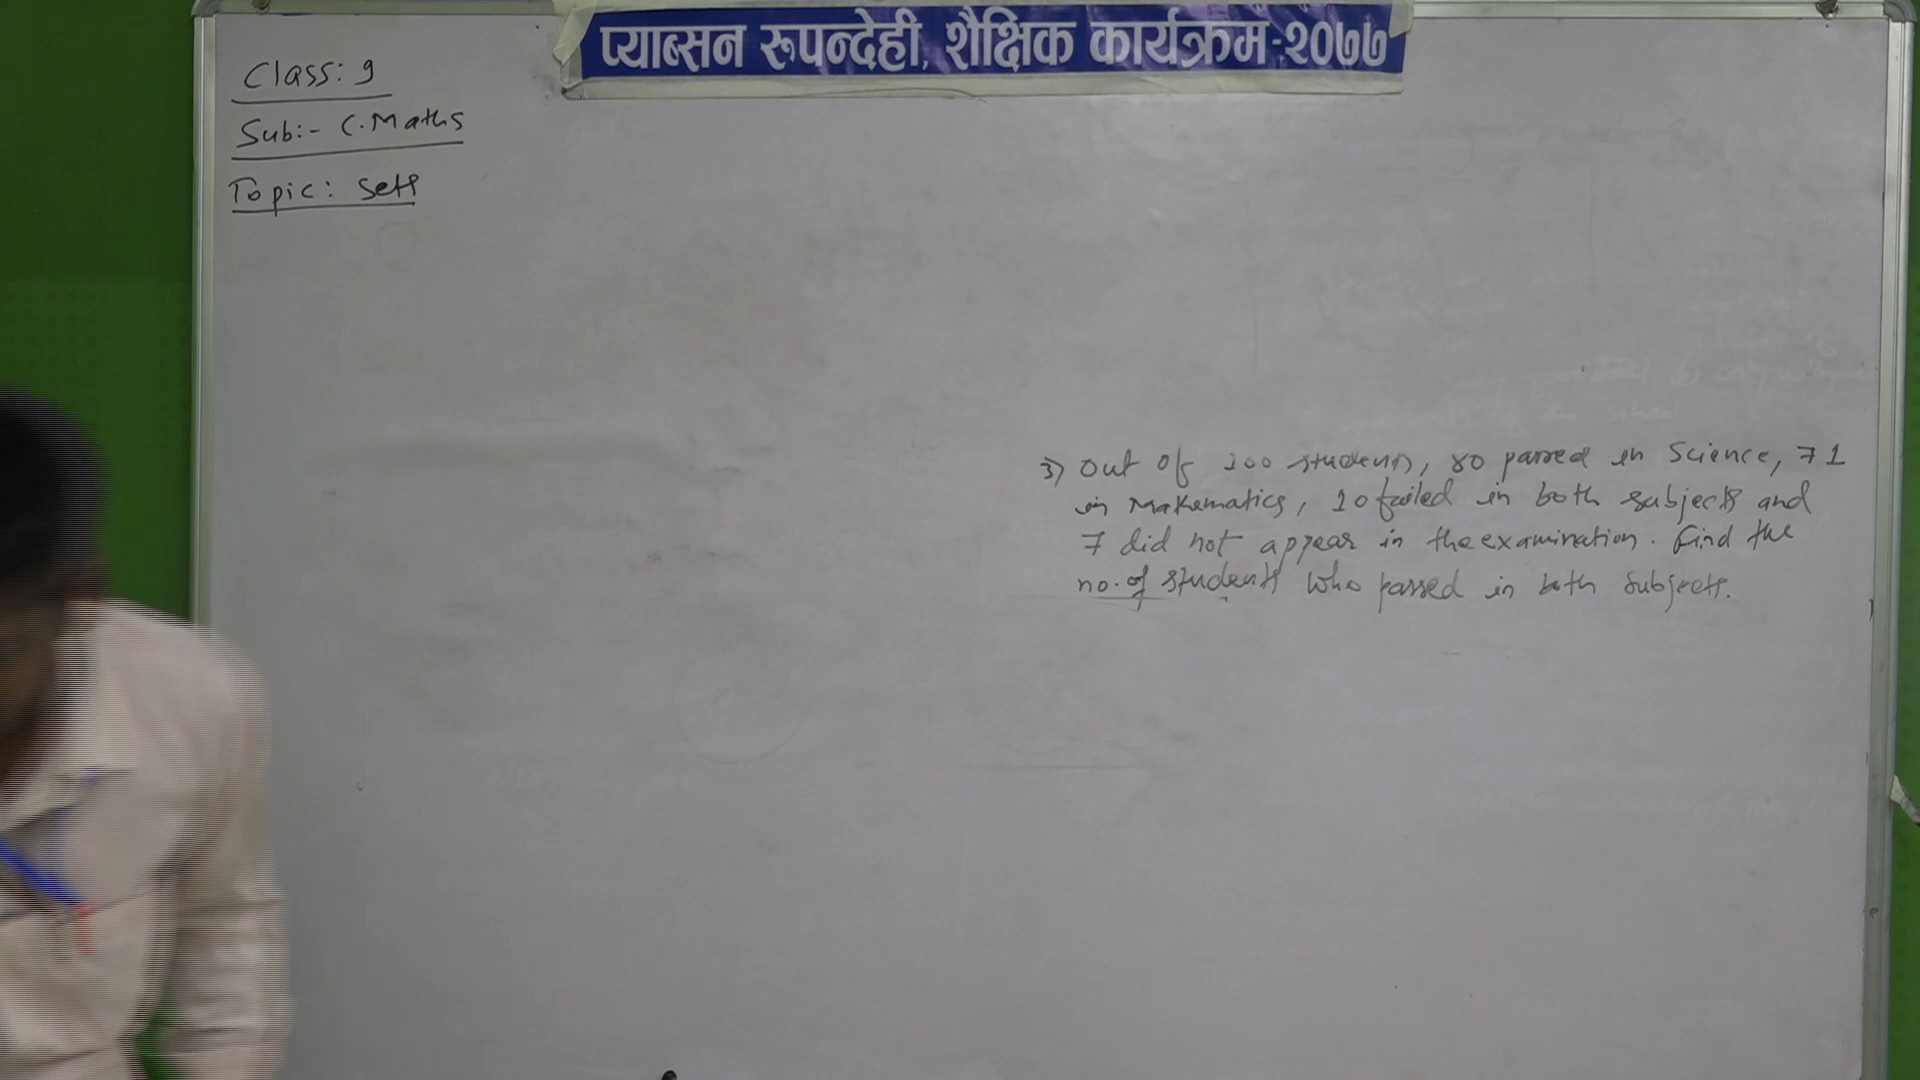 प्याब्सन रुपन्देही, शैक्षिक कार्यक्रम-२०७७
Class: 9
Sub:- C.Maths
Topic: Sets
3) Out of 100 students, 80 passed in Science, 71
in Mathematics, 10 failed in both subjects and
7 did not appear in the examination. Find the
no. of students who passed in both subjects.